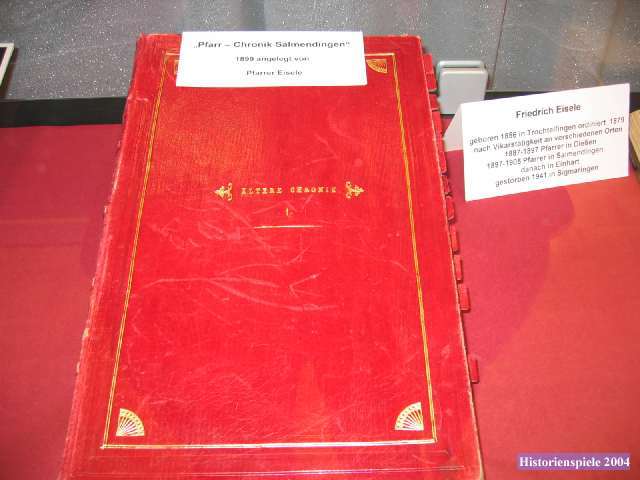 „Pfarr – Chronik Salmendingen“
1899 angelegt von
Pfarrer Eisele
ÄLTERE CHRONIK
I.
Friedrich Eisele
geboren 1856 in Trochtelfingen ordiniert 1879
nach Vikarstätigkeit an verschiedenen Orten
1887-1897 Pfarrer in Dießen
1897-1908 Pfarrer in Salmendingen
danach in Einhart
gestorben 1941 in Sigmaringen
Historienspiele 2004